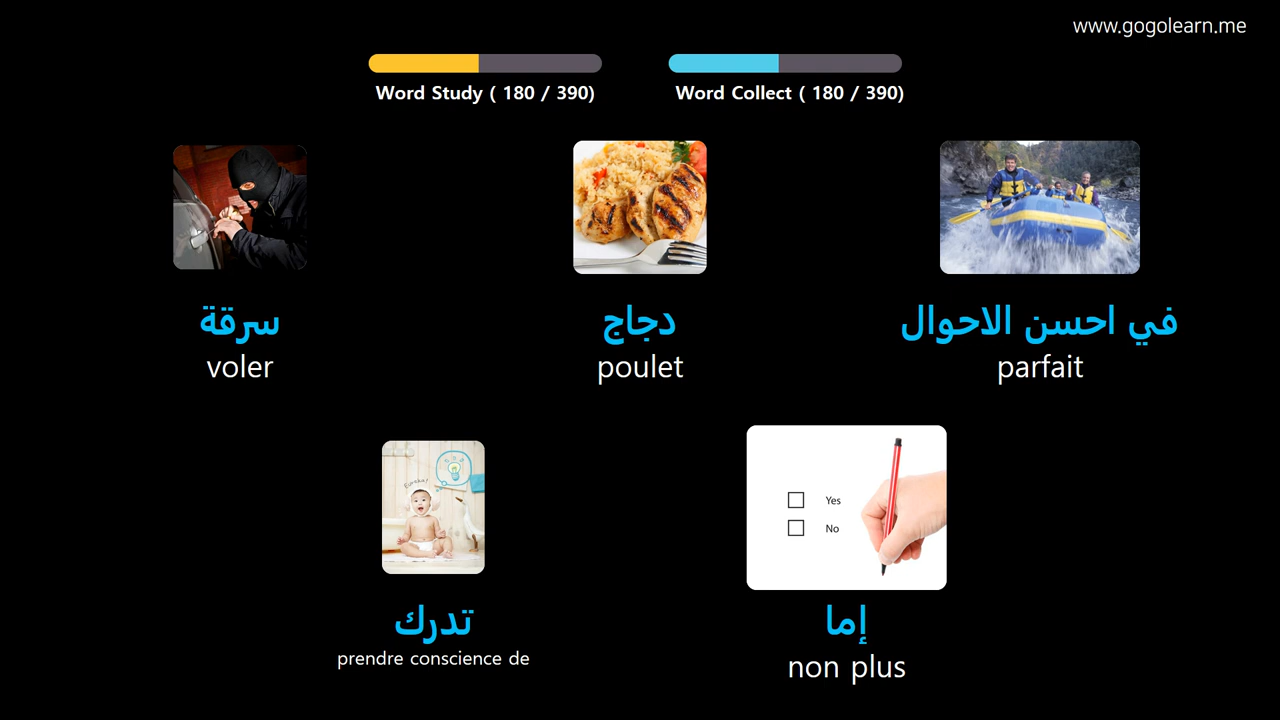 www.gogolearn.me
Word Study ( 180 / 390)
Word Collect ( 180 / 390)
سرقة
voler
دجاج
poulet
في احسن الاحوال
parfait
Eureka!
تدرك
prendre conscience de
Yes
No
إما
non plus